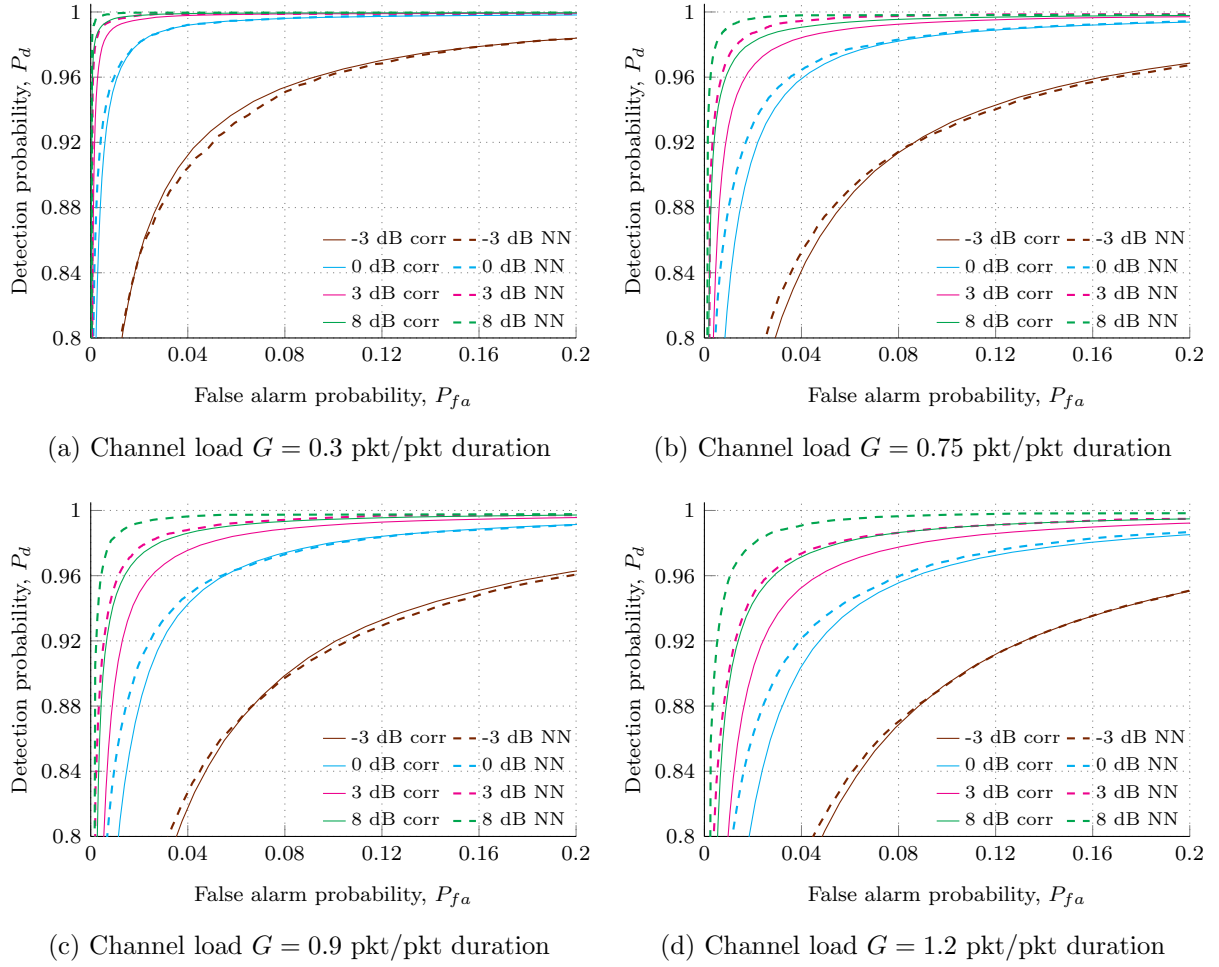 1
0.96
0.92
0.88
0.84
0.8
Detection probability, P_d
-3 dB corr -3 dB NN
0 dB corr 0 dB NN
3 dB corr 3 dB NN
8 dB corr 8 dB NN
0 0.04 0.08 0.12 0.16 0.2
False alarm probability, P_fa
(a) Channel load G = 0.3 pkt/pkt duration
1
0.96
0.92
0.88
0.84
0.8
Detection probability, P_d
-3 dB corr -3 dB NN
0 dB corr 0 dB NN
3 dB corr 3 dB NN
8 dB corr 8 dB NN
0 0.04 0.08 0.12 0.16 0.2
False alarm probability, P_fa
(b) Channel load G = 0.75 pkt/pkt duration
1
0.96
0.92
0.88
0.84
0.8
Detection probability, P_d
-3 dB corr -3 dB NN
0 dB corr 0 dB NN
3 dB corr 3 dB NN
8 dB corr 8 dB NN
0 0.04 0.08 0.12 0.16 0.2
False alarm probability, P_fa
(c) Channel load G = 0.9 pkt/pkt duration
1
0.96
0.92
0.88
0.84
0.8
Detection probability, P_d
-3 dB corr -3 dB NN
0 dB corr 0 dB NN
3 dB corr 3 dB NN
8 dB corr 8 dB NN
0 0.04 0.08 0.12 0.16 0.2
False alarm probability, P_fa
(d) Channel load G = 1.2 pkt/pkt duration